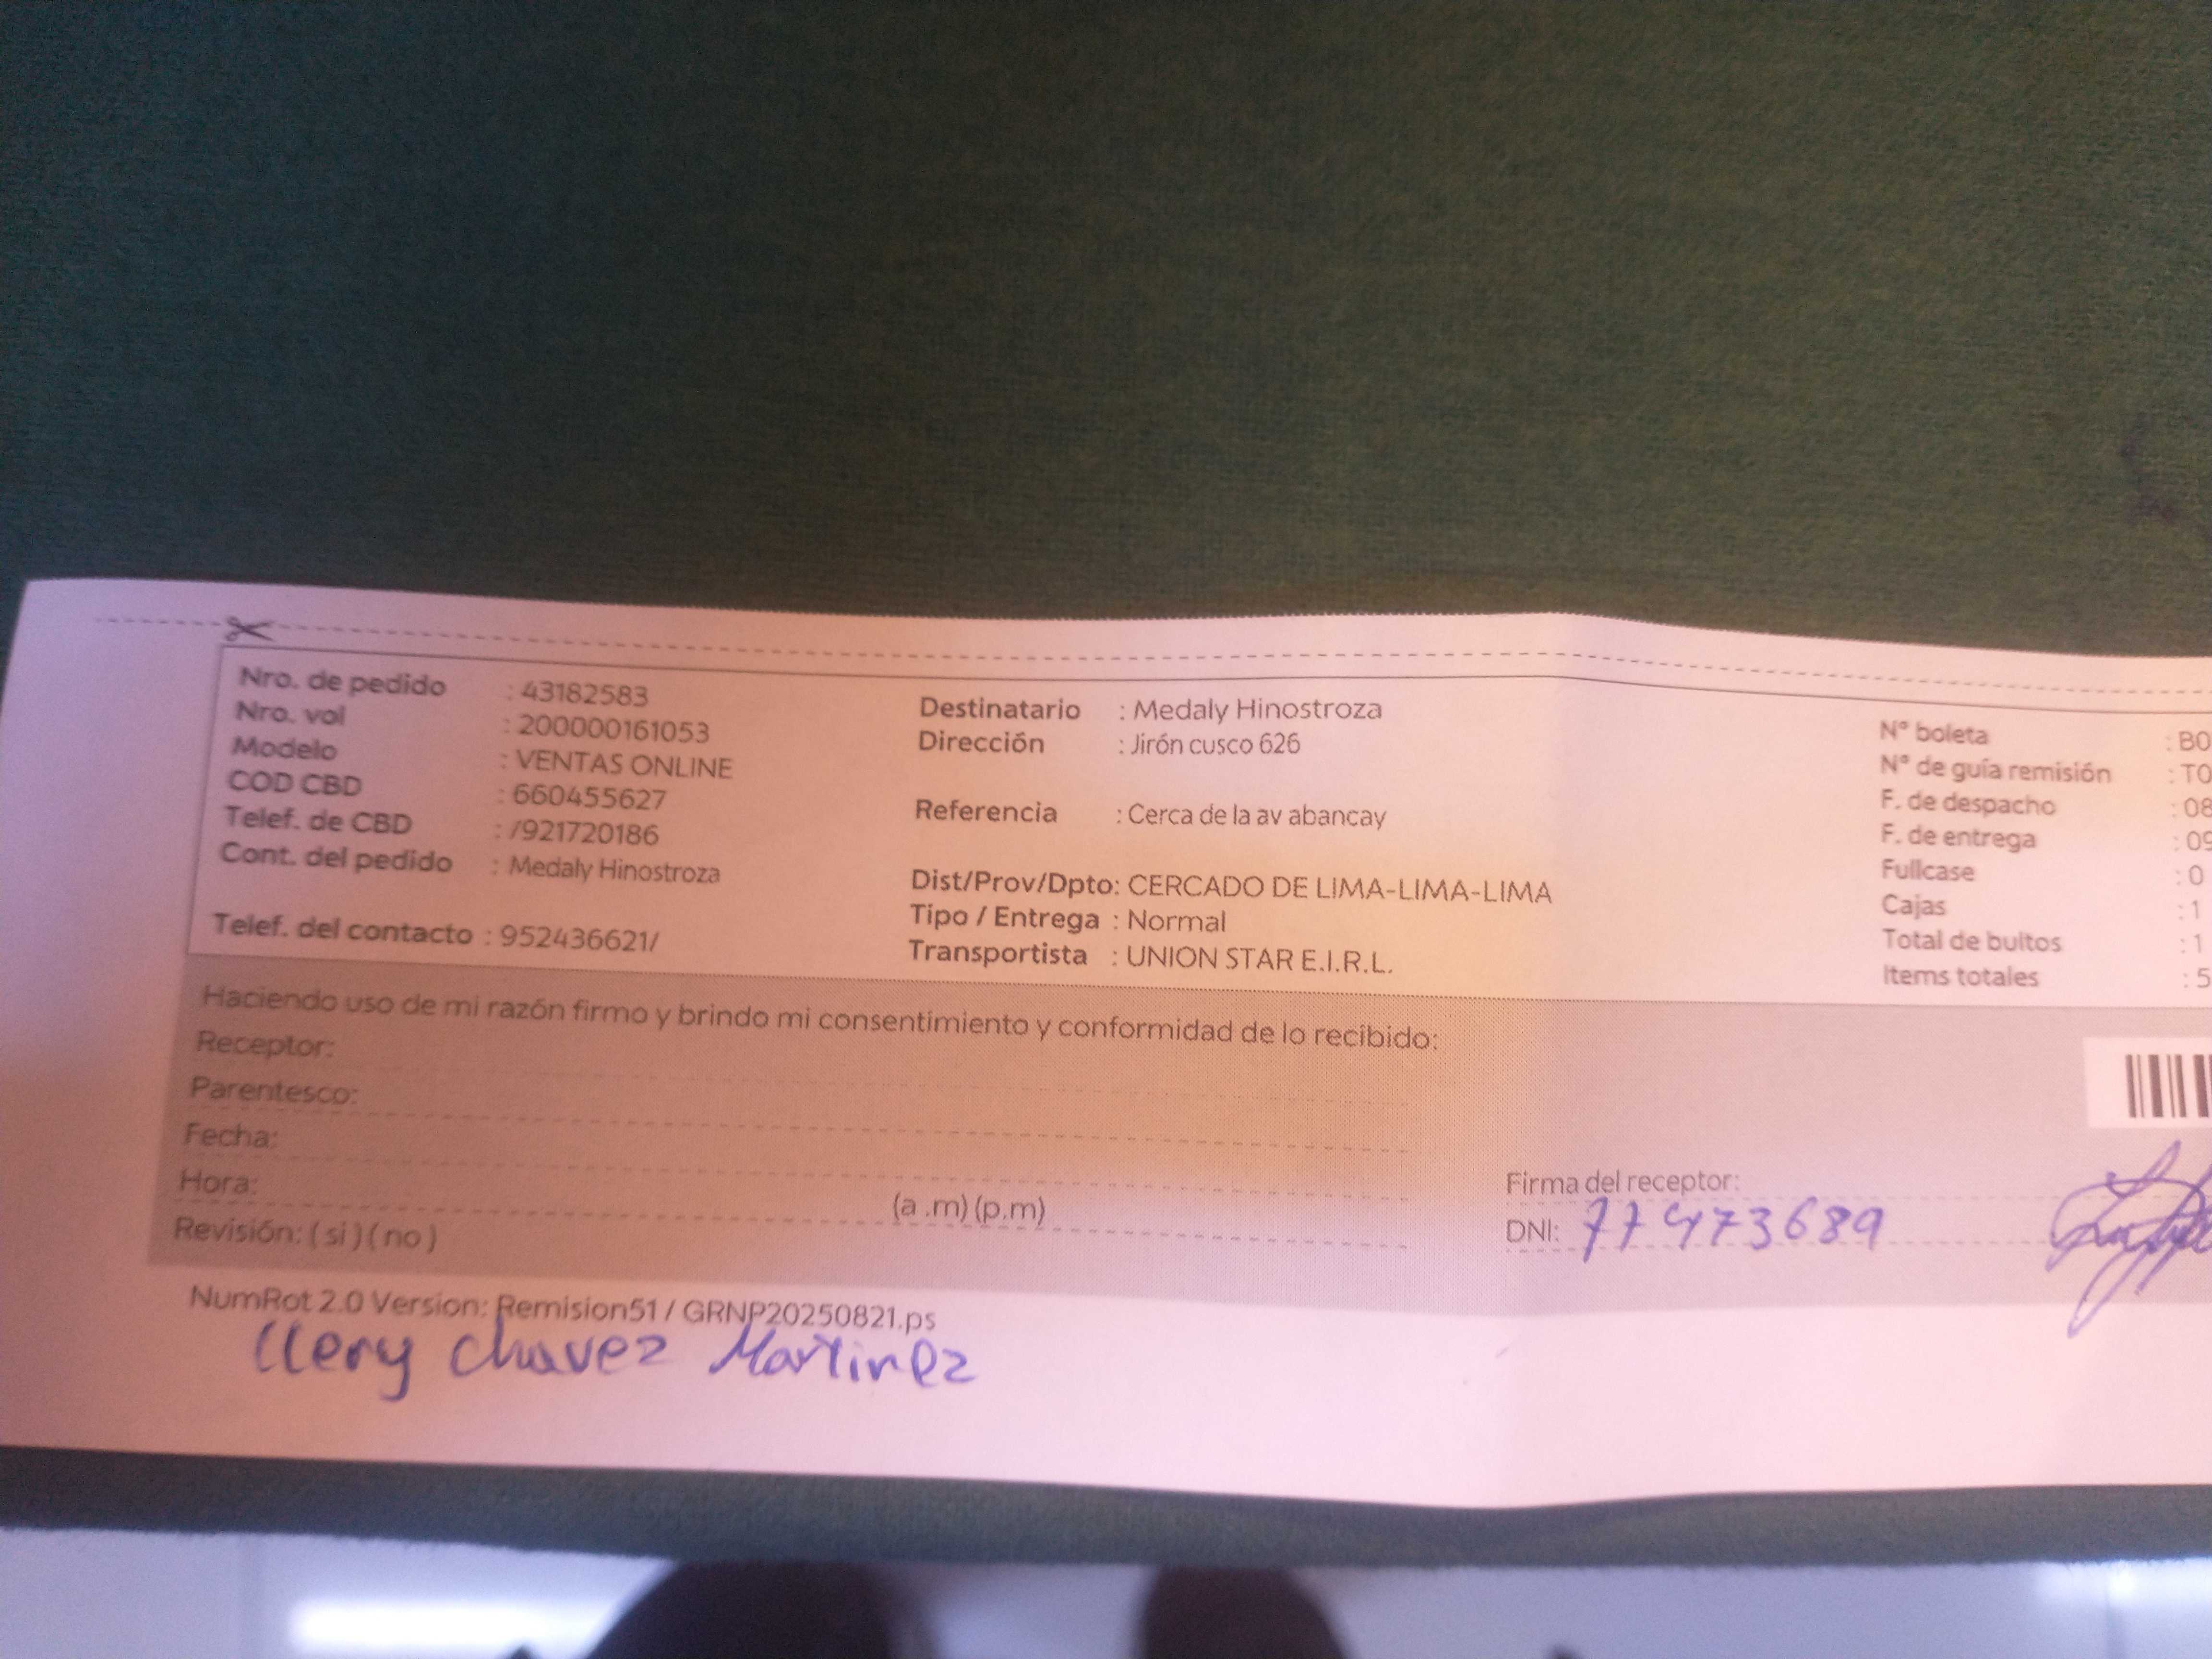 Nro. de pedido : 43182583
Nro. vol : 200000161053
Modelo : VENTAS ONLINE
COD CBD : 660455627
Telef. de CBD : /921720186
Cont. del pedido : Medaly Hinostroza
Telef. del contacto : 952436621/
Destinatario : Medaly Hinostroza
Dirección : Jirón cusco 626
Referencia : Cerca de la av abancay
Dist/Prov/Dpto: CERCADO DE LIMA-LIMA-LIMA
Tipo / Entrega : Normal
Transportista : UNION STAR E.I.R.L.
N° boleta : B0
N° de guía remisión : T0
F. de despacho : 08
F. de entrega : 09
Fullcase : 0
Cajas : 1
Total de bultos : 1
Items totales : 5
Haciendo uso de mi razón firmo y brindo mi consentimiento y conformidad de lo recibido:
Receptor:
Parentesco:
Fecha:
Hora: (a .m) (p.m)
Revisión: ( si ) ( no )
Firma del receptor:
DNI: 77473689
NumRot 2.0 Version: Remision51 / GRNP20250821.ps
chavez Martinez